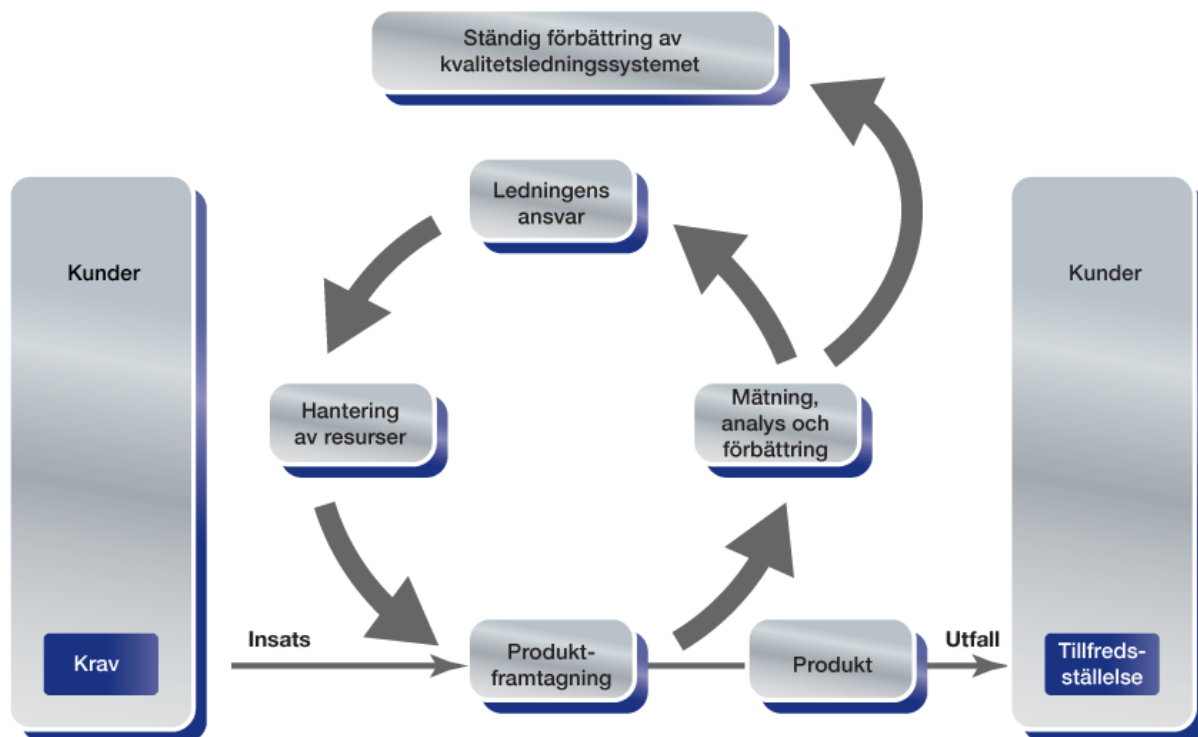 Ständig förbättring av
kvalitetsledningssystemet
Ledningens
ansvar
Kunder
Kunder
Hantering
av resurser
Mätning,
analys och
förbättring
Insats
Utfall
Krav
Produkt-
framtagning
Produkt
Tillfreds-
ställelse